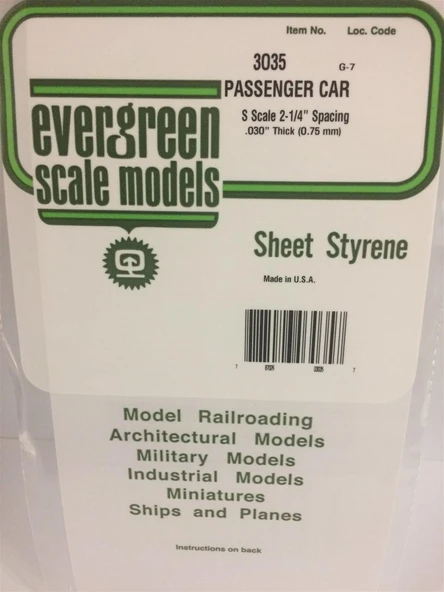 Item No. Loc. Code
3035 G-7
PASSENGER CAR
S Scale 2-1/4" Spacing
.030" Thick (0.75 mm)
evergreen
scale models
Sheet Styrene
Made in U.S.A.
Model Railroading
Architectural Models
Military Models
Industrial Models
Miniatures
Ships and Planes
Instructions on back